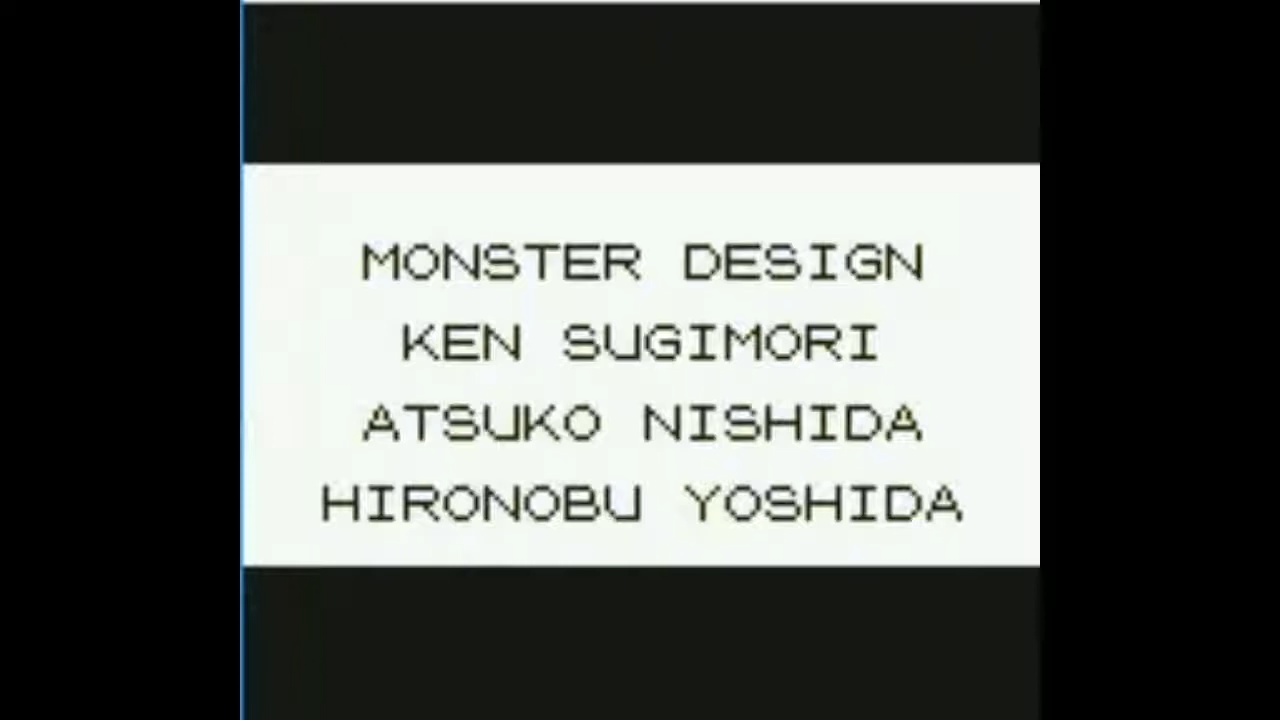 MONSTER DESIGN
KEN SUGIMORI
ATSUKO NISHIDA
HIRONOBU YOSHIDA